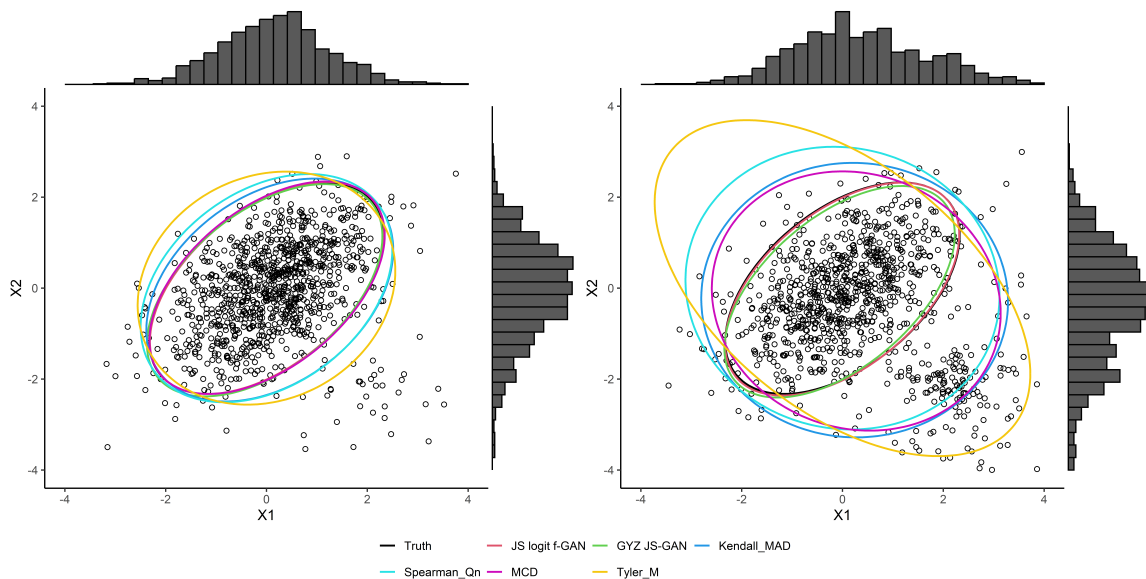 4
2
0
-2
-4
X2
-4 -2 0 2 4
X1
4
2
0
-2
-4
X2
-4 -2 0 2 4
X1
Truth JS logit f-GAN GYZ JS-GAN Kendall_MAD
Spearman_Qn MCD Tyler_M